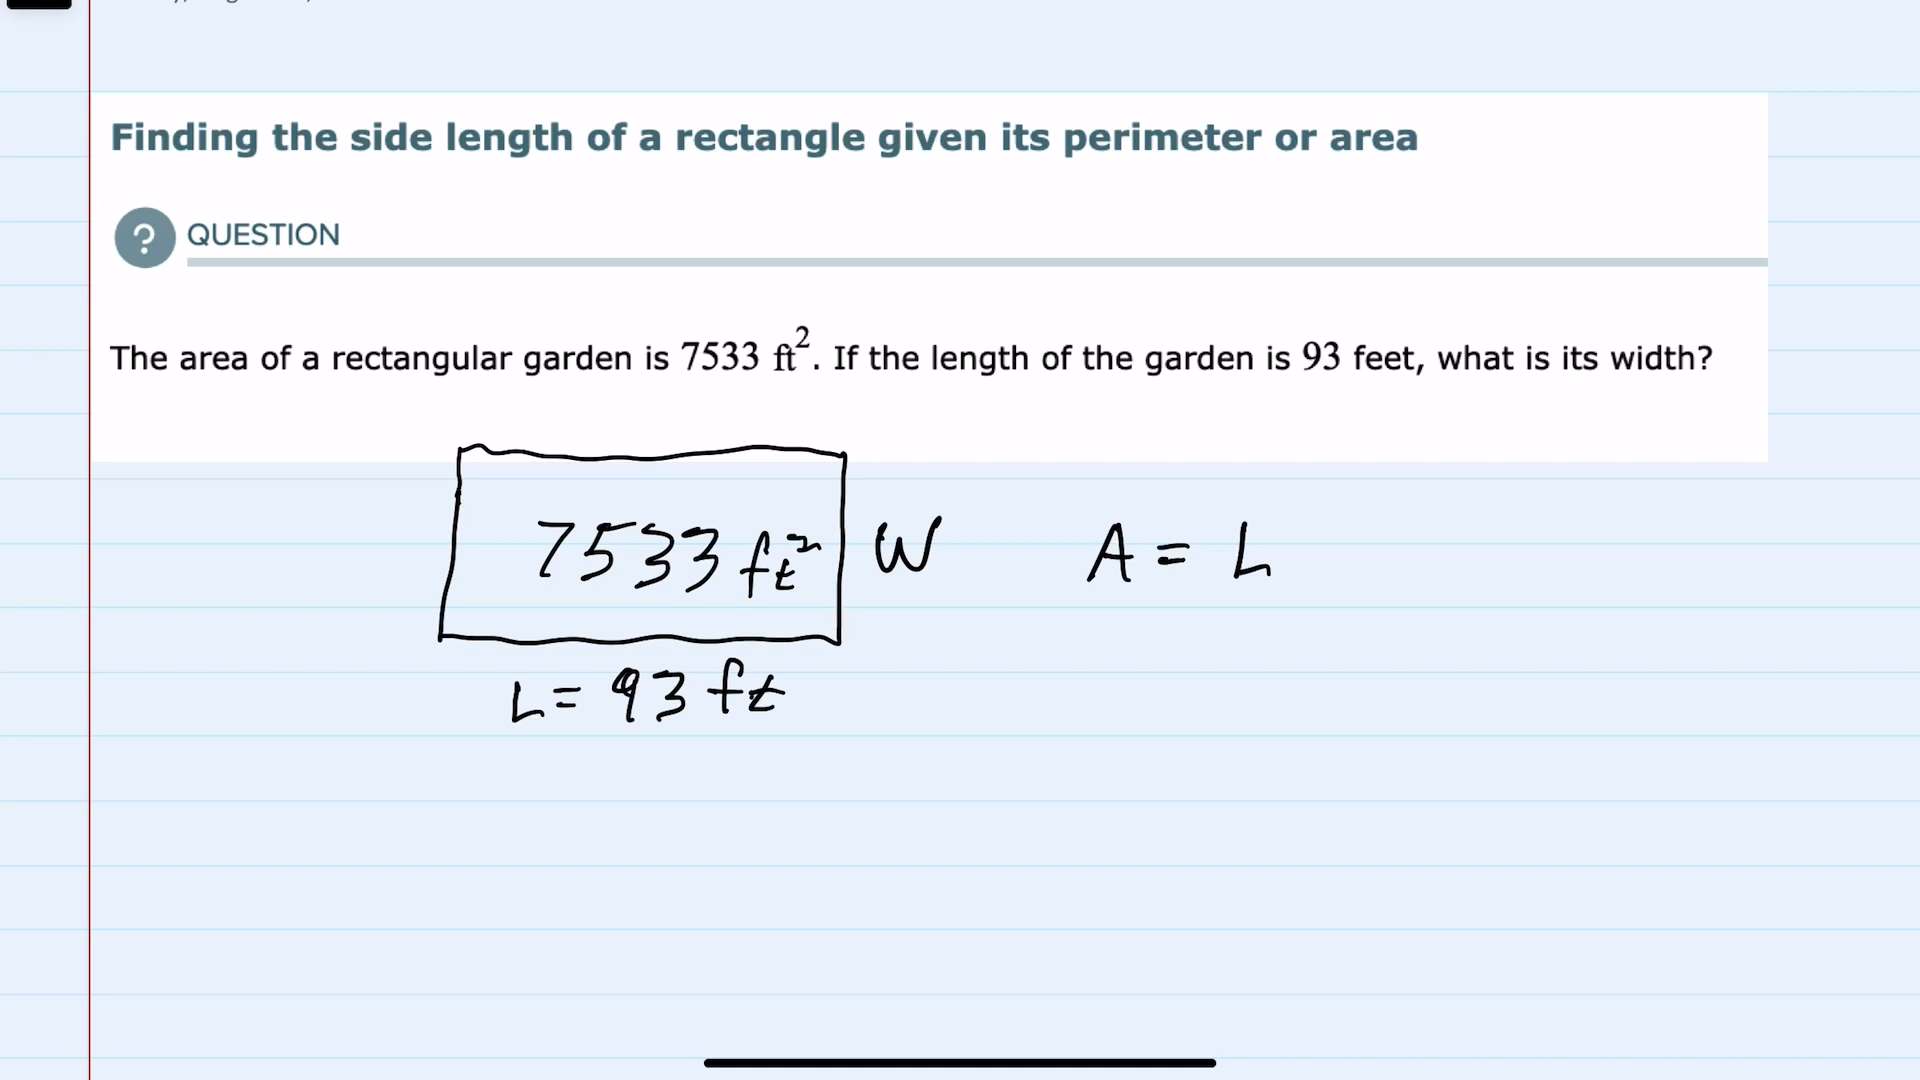 Finding the side length of a rectangle given its perimeter or area
? QUESTION
The area of a rectangular garden is 7533 ft². If the length of the garden is 93 feet, what is its width?
7533 ft² W A = L
L = 93 ft